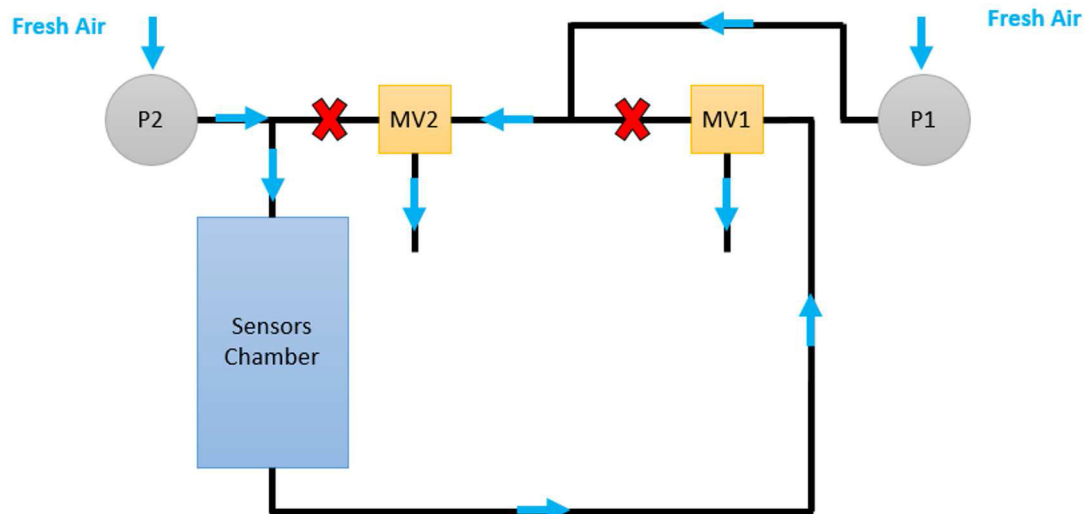 Fresh Air
Fresh Air
P2
MV2
MV1
P1
Sensors
Chamber